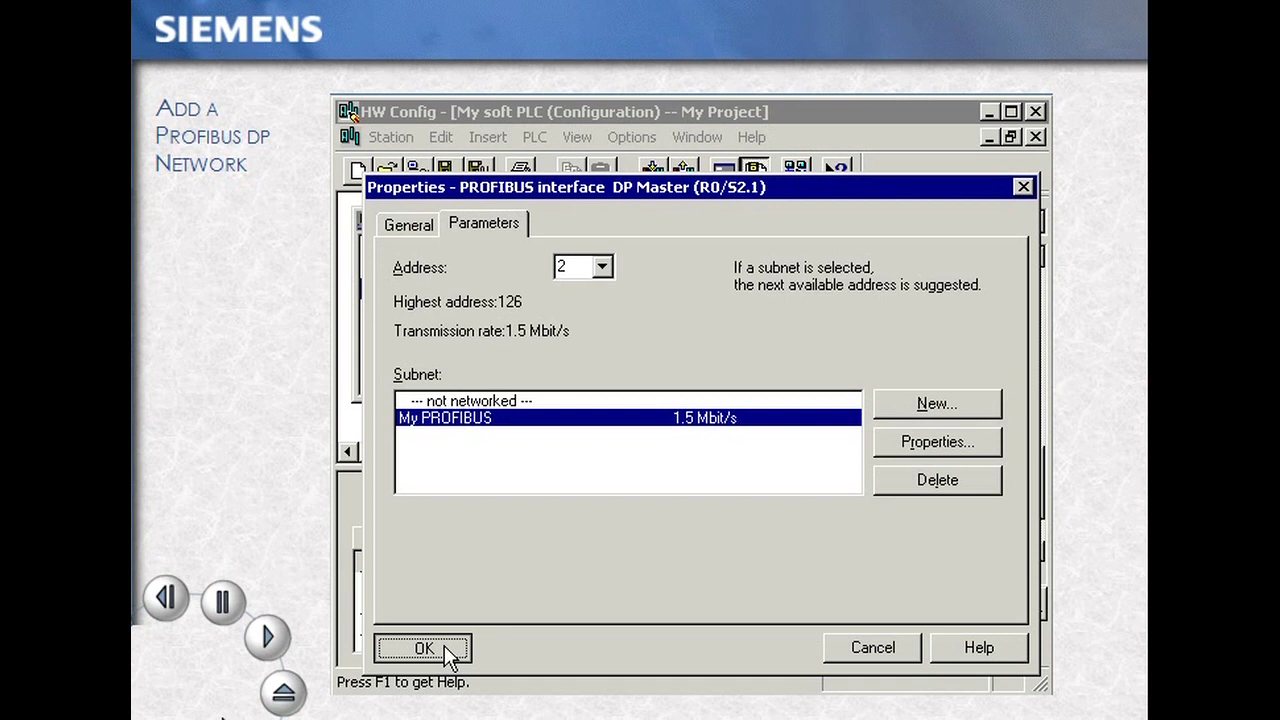 SIEMENS
ADD A
PROFIBUS DP
NETWORK
HW Config - [My soft PLC (Configuration) -- My Project]
Station Edit Insert PLC View Options Window Help
Properties - PROFIBUS interface DP Master (R0/S2.1)
General Parameters
Address: 2
If a subnet is selected,
the next available address is suggested.
Highest address:126
Transmission rate:1.5 Mbit/s
Subnet:
--- not networked ---
My PROFIBUS 1.5 Mbit/s
New...
Properties...
Delete
OK Cancel Help
Press F1 to get Help.